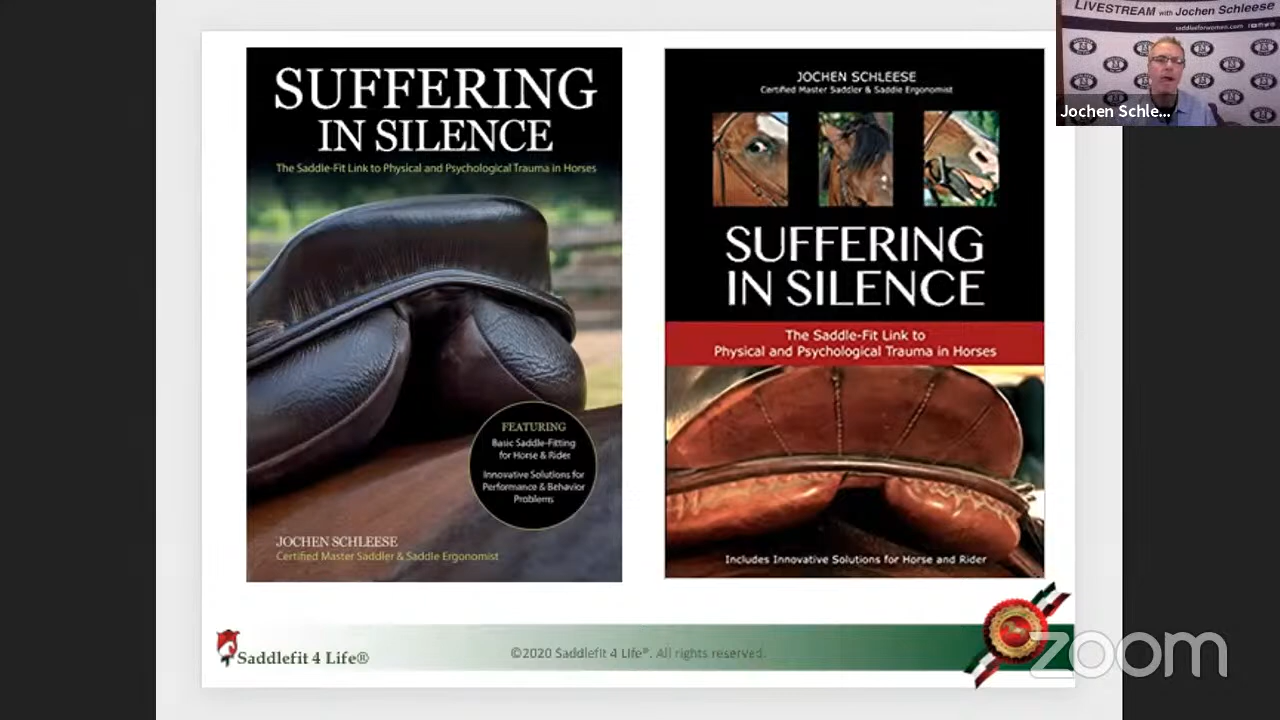 SUFFERING
IN SILENCE
The Saddle-Fit Link to Physical and Psychological Trauma in Horses
FEATURING
Basic Saddle-Fitting
for Horse & Rider
Innovative Solutions for
Performance & Behavior
Problems
JOCHEN SCHLEESE
Certified Master Saddler & Saddle Ergonomist
JOCHEN SCHLEESE
Certified Master Saddler & Saddle Ergonomist
SUFFERING
IN SILENCE
The Saddle-Fit Link to
Physical and Psychological Trauma in Horses
Includes Innovative Solutions for Horse and Rider
LIVESTREAM with Jochen Schleese
saddlesforwomen.com
Jochen Schle...
Saddlefit 4 Life®
©2020 Saddlefit 4 Life®. All rights reserved.
zoom